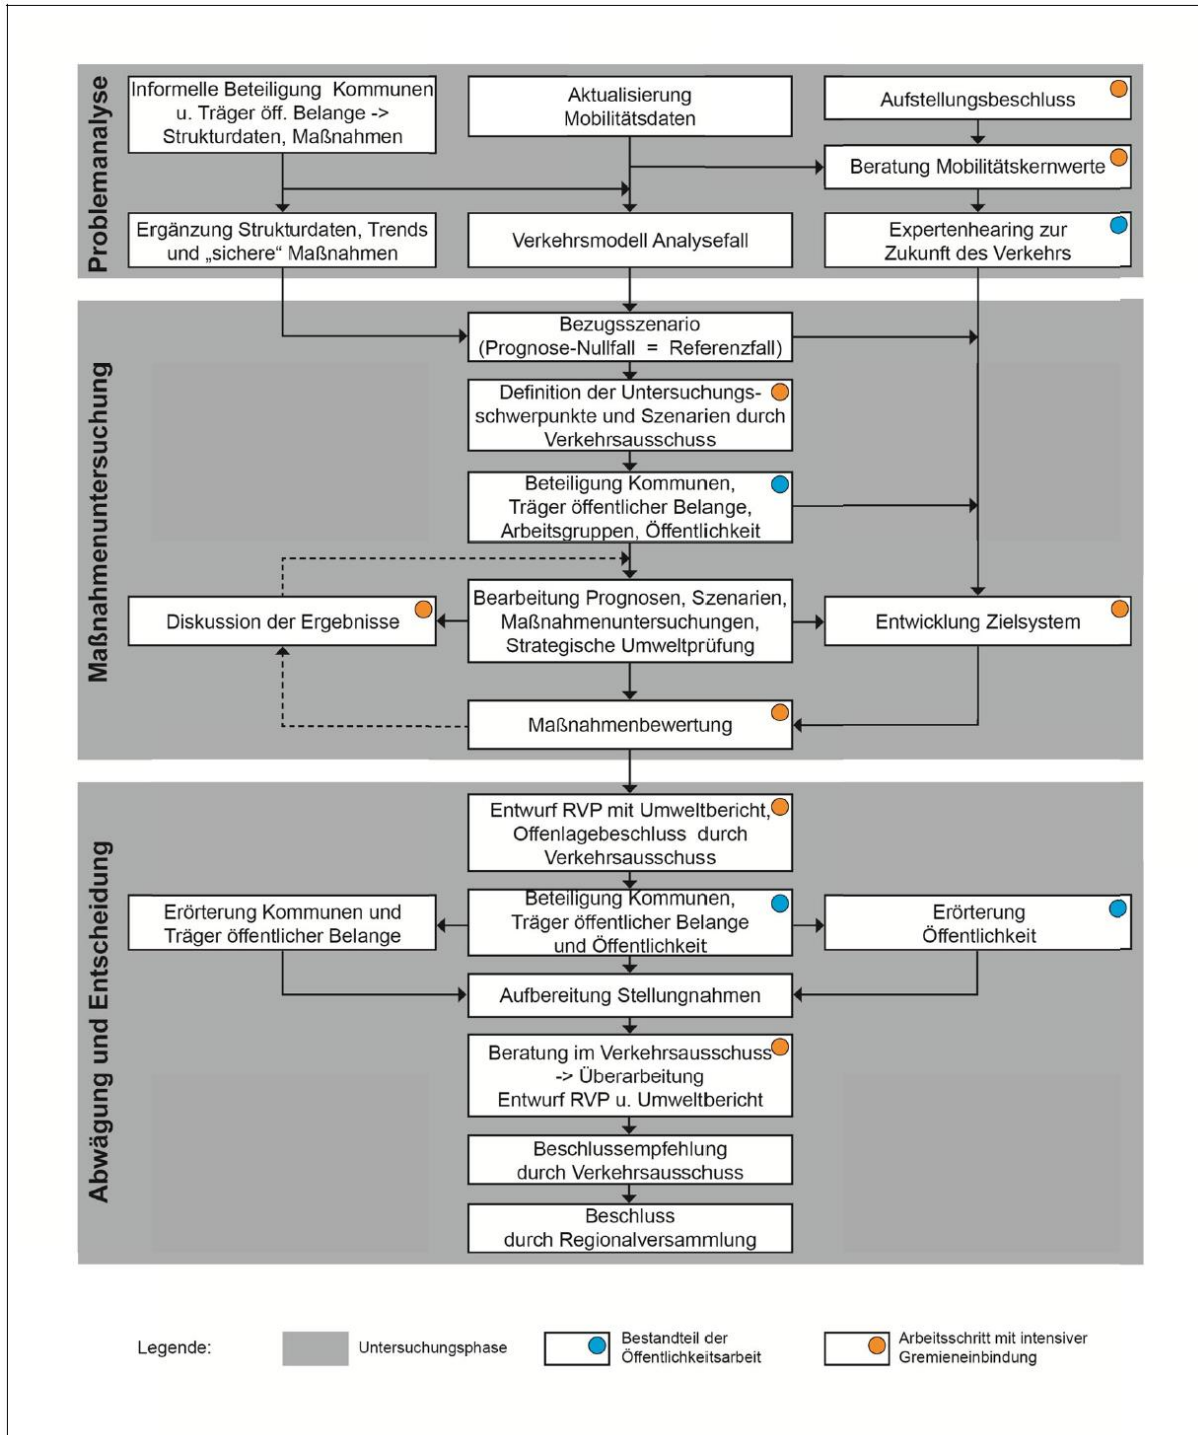 Problemanalyse
Informelle Beteiligung Kommunen
u. Träger öff. Belange ->
Strukturdaten, Maßnahmen
Aktualisierung
Mobilitätsdaten
Aufstellungsbeschluss
Beratung Mobilitätskernwerte
Ergänzung Strukturdaten, Trends
und „sichere“ Maßnahmen
Verkehrsmodell Analysefall
Expertenhearing zur
Zukunft des Verkehrs
Maßnahmenuntersuchung
Bezugsszenario
(Prognose-Nullfall = Referenzfall)
Definition der Untersuchungs-
schwerpunkte und Szenarien durch
Verkehrsausschuss
Beteiligung Kommunen,
Träger öffentlicher Belange,
Arbeitsgruppen, Öffentlichkeit
Diskussion der Ergebnisse
Bearbeitung Prognosen, Szenarien,
Maßnahmenuntersuchungen,
Strategische Umweltprüfung
Entwicklung Zielsystem
Maßnahmenbewertung
Abwägung und Entscheidung
Entwurf RVP mit Umweltbericht,
Offenlagebeschluss durch
Verkehrsausschuss
Erörterung Kommunen und
Träger öffentlicher Belange
Beteiligung Kommunen,
Träger öffentlicher Belange
und Öffentlichkeit
Erörterung
Öffentlichkeit
Aufbereitung Stellungnahmen
Beratung im Verkehrsausschuss
-> Überarbeitung
Entwurf RVP u. Umweltbericht
Beschlussempfehlung
durch Verkehrsausschuss
Beschluss
durch Regionalversammlung
Legende:
Untersuchungsphase
Bestandteil der
Öffentlichkeitsarbeit
Arbeitsschritt mit intensiver
Gremieneinbindung